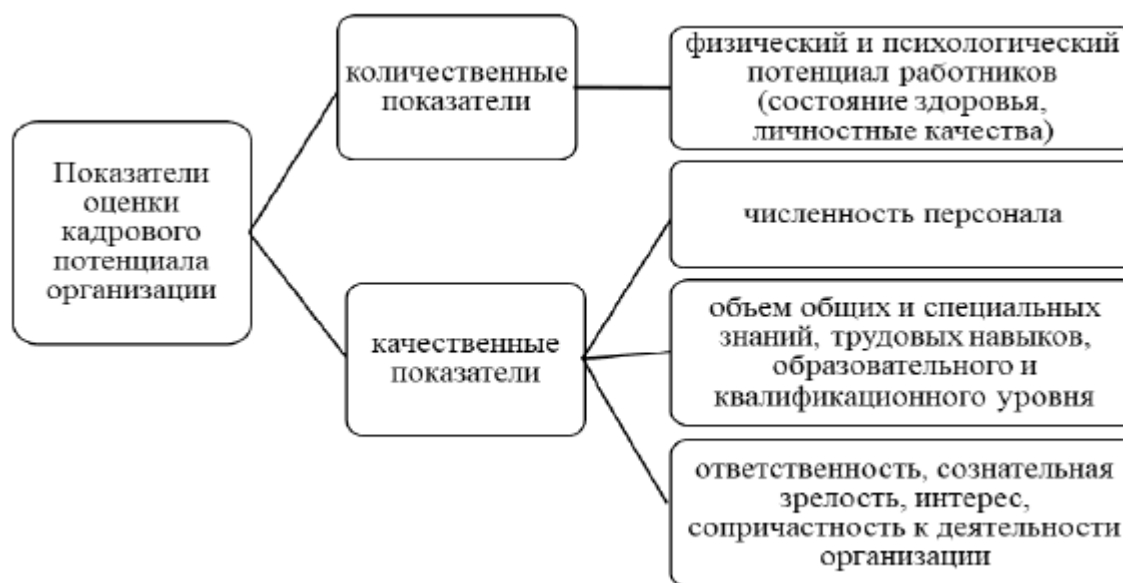 Показатели
оценки
кадрового
потенциала
организации
количественные
показатели
физический и психологический
потенциал работников
(состояние здоровья,
личностные качества)
качественные
показатели
численность персонала
объем общих и специальных
знаний, трудовых навыков,
образовательного и
квалификационного уровня
ответственность, сознательная
зрелость, интерес,
сопричастность к деятельности
организации